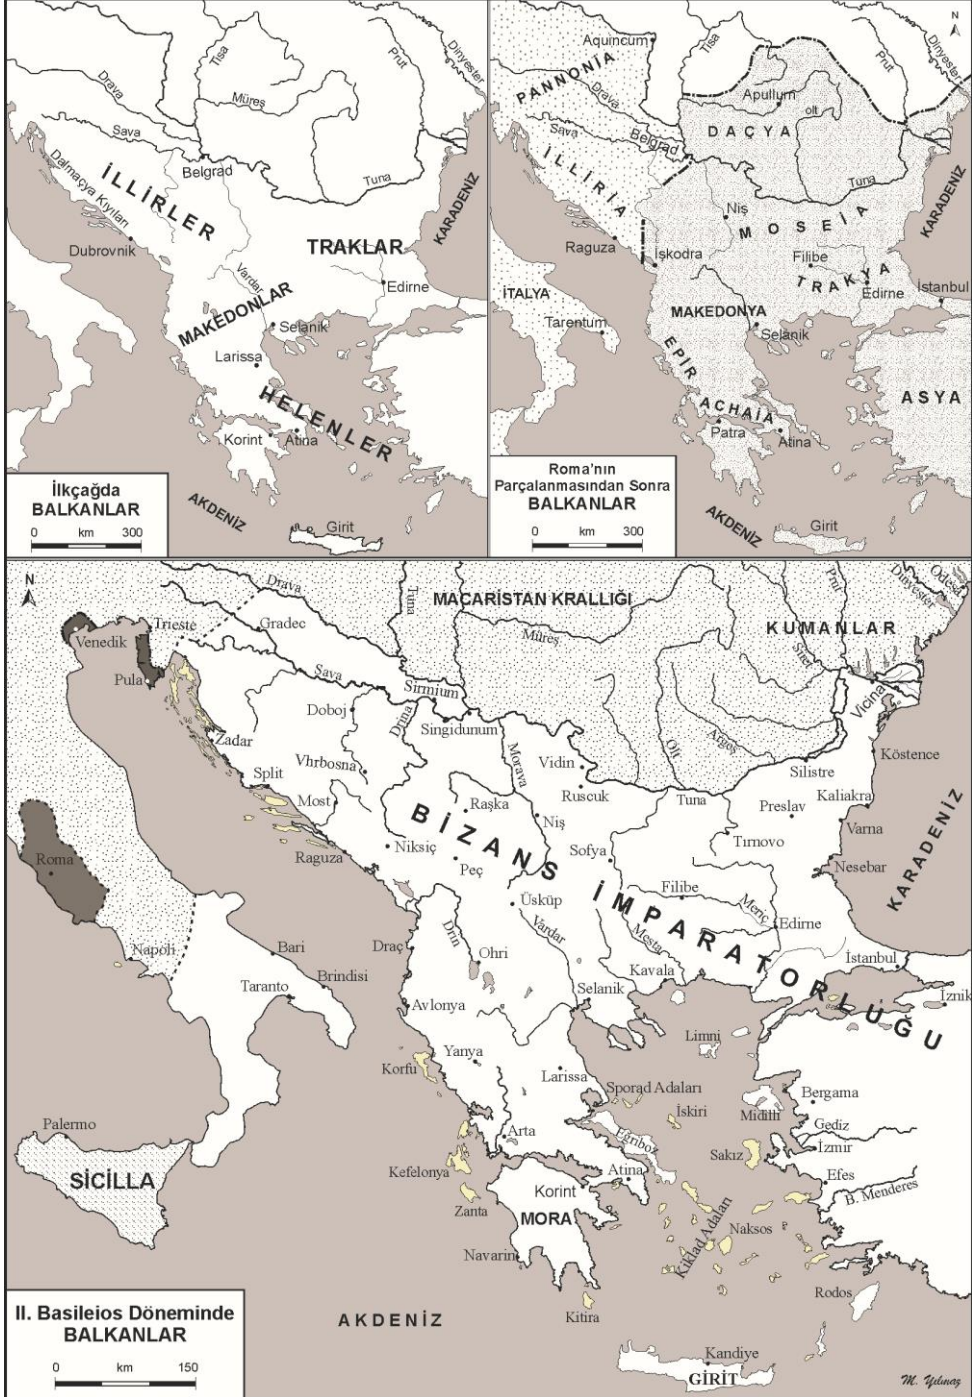 Tisa
Prut
Dinyester
Drava
Müreş
Sava
Belgrad
Tuna
İLLİRLER
Dalmaçya Kıyıları
Dubrovnik
KARADENİZ
TRAKLAR
Vardar
Edirne
MAKEDONLAR
Selanik
Larissa
HELENLER
Korint
Atina
İlkçağda
BALKANLAR
0 km 300
AKDENİZ
Girit
N
Aquincum
Tisa
Prut
Dinyester
PANNONİA
Drava
Apullum
olt
Sava
Belgrad
DAÇYA
İLLİRİA
Tuna
KARADENİZ
Niş
MOSEİA
Raguza
İşkodra
Filibe
TRAKYA
Edirne
İstanbul
İTALYA
MAKEDONYA
Tarentum
Selanik
EPİR
ASYA
ACHAİA
Patra
Atina
Roma'nın
Parçalanmasından Sonra
BALKANLAR
0 km 300
AKDENİZ
Girit
N
Drava
Tuna
MACARİSTAN KRALLIĞI
Prur
Dinyester
Odesa
Venedik
Trieste
Gradec
Müreş
KUMANLAR
Siret
Pula
Sava
Sirmium
Vicina
Doboj
Drina
Singidunum
Argeş
Zadar
Morava
Olt
Köstence
Vhrbosna
Vidin
Silistre
Split
Ruscuk
Tuna
Most
Raşka
Preslav
Kaliakra
BİZANS İMPARATORLUĞU
Niş
Varna
Raguza
Niksiç
Sofya
Tırnovo
KARADENİZ
Roma
Peç
Nesebar
Üsküp
Filibe
Meriç
Edirne
Napoli
Bari
Draç
Drin
Ohri
Vardar
Mesta
İstanbul
Brindisi
Kavala
Taranto
Selanik
İznik
Avlonya
Limni
Yanya
Korfu
Larissa
Sporad Adaları
Bergama
İskiri
Midilli
Palermo
Arta
Eğriboz
Gediz
İzmir
SİCİLLA
Kefelonya
Atina
Sakız
Efes
Korint
B. Menderes
Zanta
MORA
Kiklad Adaları
Naksos
Navarin
Rodos
II. Basileios Döneminde
BALKANLAR
0 km 150
AKDENİZ
Kitira
Kandiye
GİRİT
M. Yılmaz